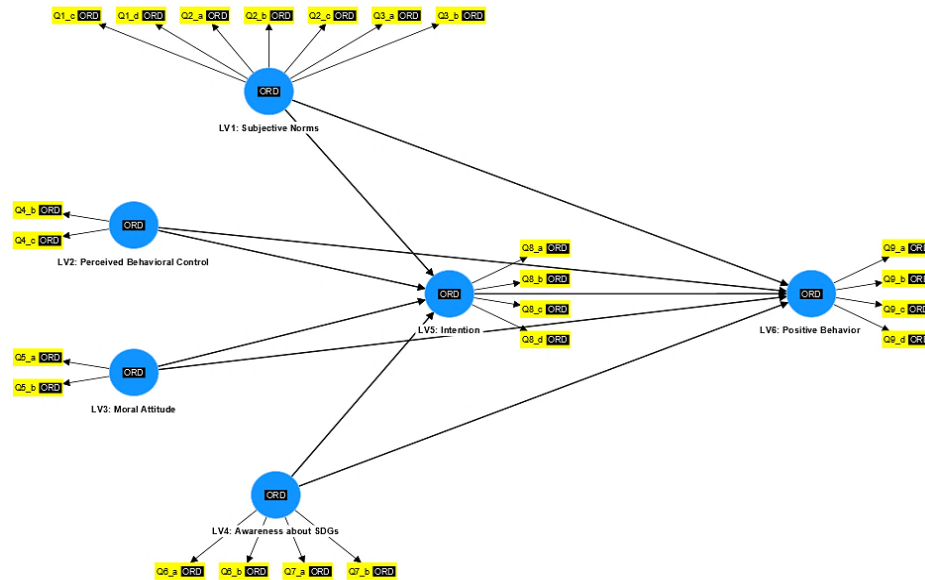 Q1_c ORD Q1_d ORD Q2_a ORD Q2_b ORD Q2_c ORD Q3_a ORD Q3_b ORD
ORD
LV1: Subjective Norms
Q4_b ORD
Q4_c ORD
ORD
LV2: Perceived Behavioral Control
Q8_a ORD
Q8_b ORD
Q8_c ORD
Q8_d ORD
ORD
LV5: Intention
Q9_a ORD
Q9_b ORD
Q9_c ORD
Q9_d ORD
ORD
LV6: Positive Behavior
Q5_a ORD
Q5_b ORD
ORD
LV3: Moral Attitude
ORD
LV4: Awareness about SDGs
Q6_a ORD Q6_b ORD Q7_a ORD Q7_b ORD